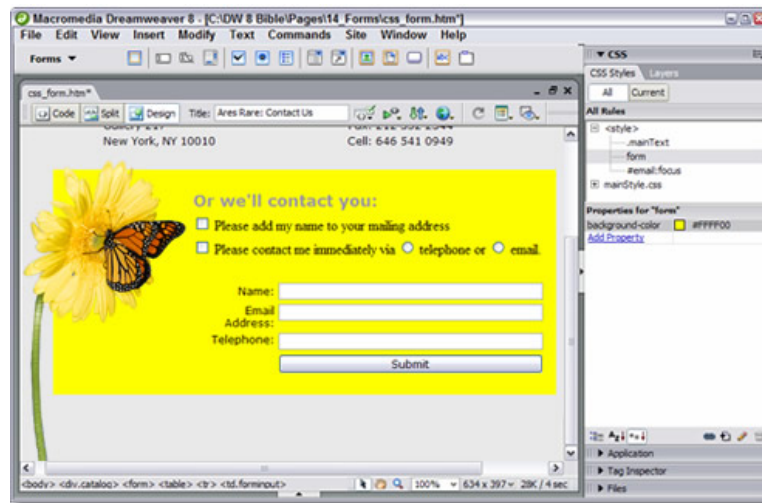 Macromedia Dreamweaver 8 - [C:\DW 8 Bible\Pages\14_Forms\css_form.htm*]
File Edit View Insert Modify Text Commands Site Window Help
Forms
CSS
CSS Styles Layers
css_form.htm*
All Current
Code Split Design Title: Ares Rare: Contact Us
All Rules
<style>
.mainText
form
#email:focus
mainStyle.css
New York, NY 10010 Cell: 646 541 0949
Or we'll contact you:
Please add my name to your mailing address
Please contact me immediately via telephone or email.
Properties for "form"
background-color #FFFF00
Add Property
Name:
Email
Address:
Telephone:
Submit
Application
Tag Inspector
Files
<body> <div.catalog> <form> <table> <tr> <td.forminput> 100% 634 x 397 28K / 4 sec